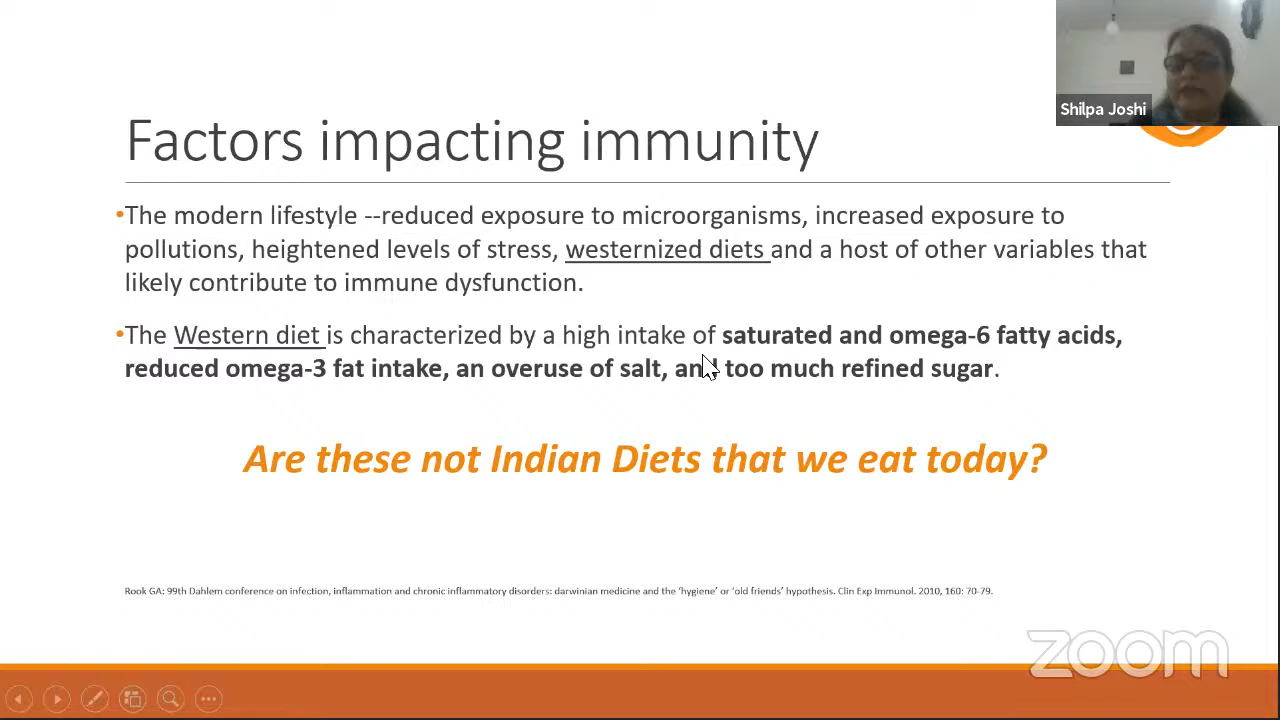 Shilpa Joshi
Factors impacting immunity
•The modern lifestyle --reduced exposure to microorganisms, increased exposure to
pollutions, heightened levels of stress, westernized diets and a host of other variables that
likely contribute to immune dysfunction.
•The Western diet is characterized by a high intake of saturated and omega-6 fatty acids,
reduced omega-3 fat intake, an overuse of salt, and too much refined sugar.
Are these not Indian Diets that we eat today?
Rook GA: 99th Dahlem conference on infection, inflammation and chronic inflammatory disorders: darwinian medicine and the ‘hygiene’ or ‘old friends’ hypothesis. Clin Exp Immunol. 2010, 160: 70-79.
zoom